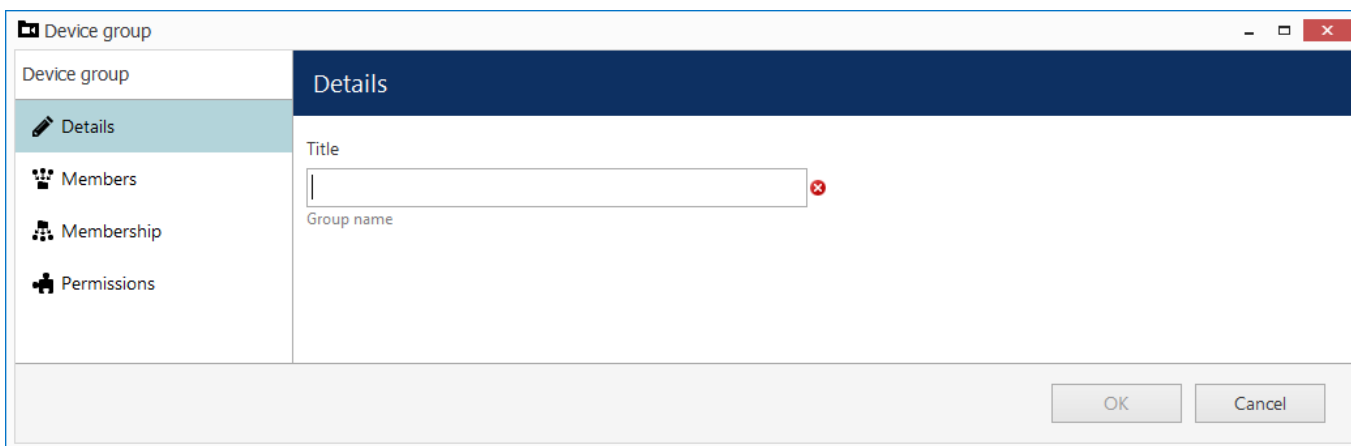 Device group
Device group
Details
Details
Members
Membership
Permissions
Title
Group name
OK
Cancel